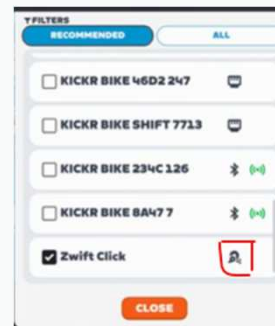 FILTERS
RECOMMENDED
ALL
KICKR BIKE 46D2 247
KICKR BIKE SHIFT 7713
KICKR BIKE 234C 126
KICKR BIKE 8A47 7
Zwift Click
CLOSE